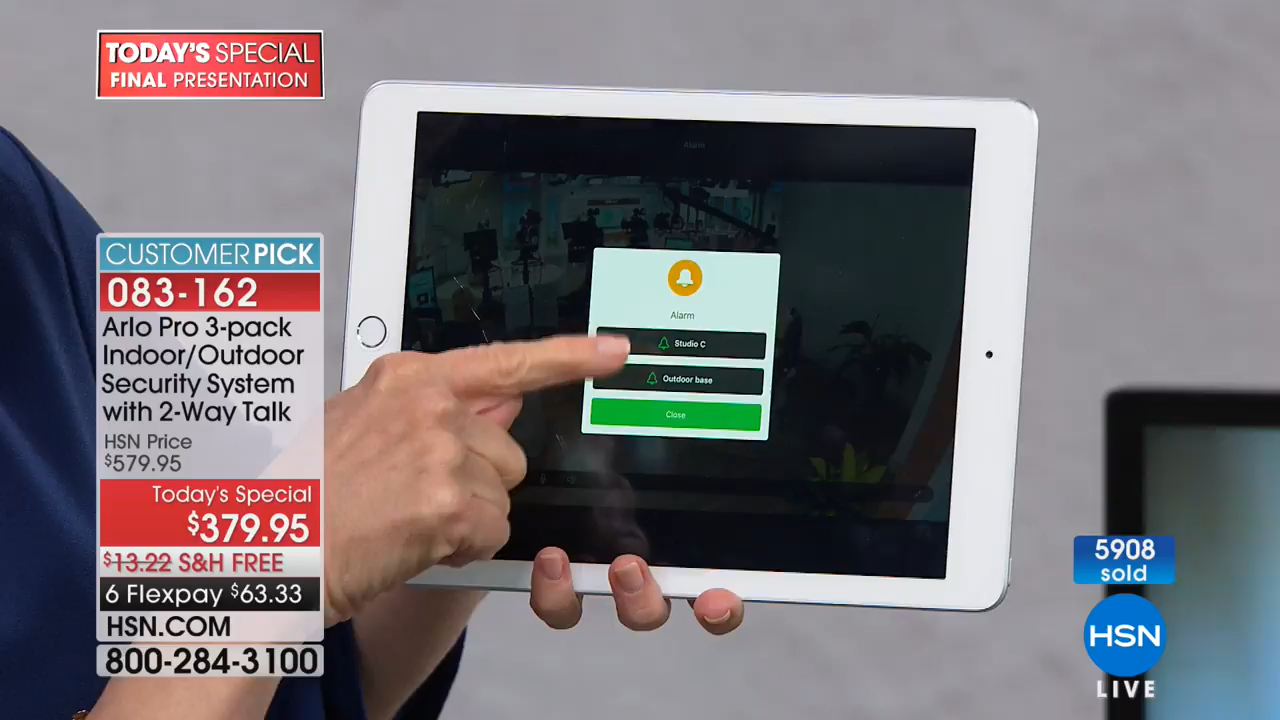 TODAY'S SPECIAL
FINAL PRESENTATION
CUSTOMER PICK
083-162
Arlo Pro 3-pack
Indoor/Outdoor
Security System
with 2-Way Talk
HSN Price
$579.95
Today's Special
$379.95
$13.22 S&H FREE
6 Flexpay $63.33
HSN.COM
800-284-3100
Alarm
Alarm
Studio C
Outdoor base
Close
5908
sold
HSN
LIVE